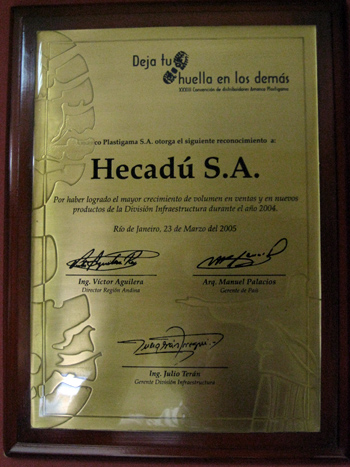 Deja tu
huella en los demás
XXXIII Convención de distribuidores Amanco Plastigama
co Plastigama S.A. otorga el siguiente reconocimiento a:
Hecadú S.A.
Por haber logrado el mayor crecimiento de volumen en ventas y en nuevos
productos de la División Infraestructura durante el año 2004.
Río de Janeiro, 23 de Marzo del 2005
Ing. Víctor Aguilera
Director Región Andina
Arq. Manuel Palacios
Gerente de País
Ing. Julio Terán
Gerente División Infraestructura